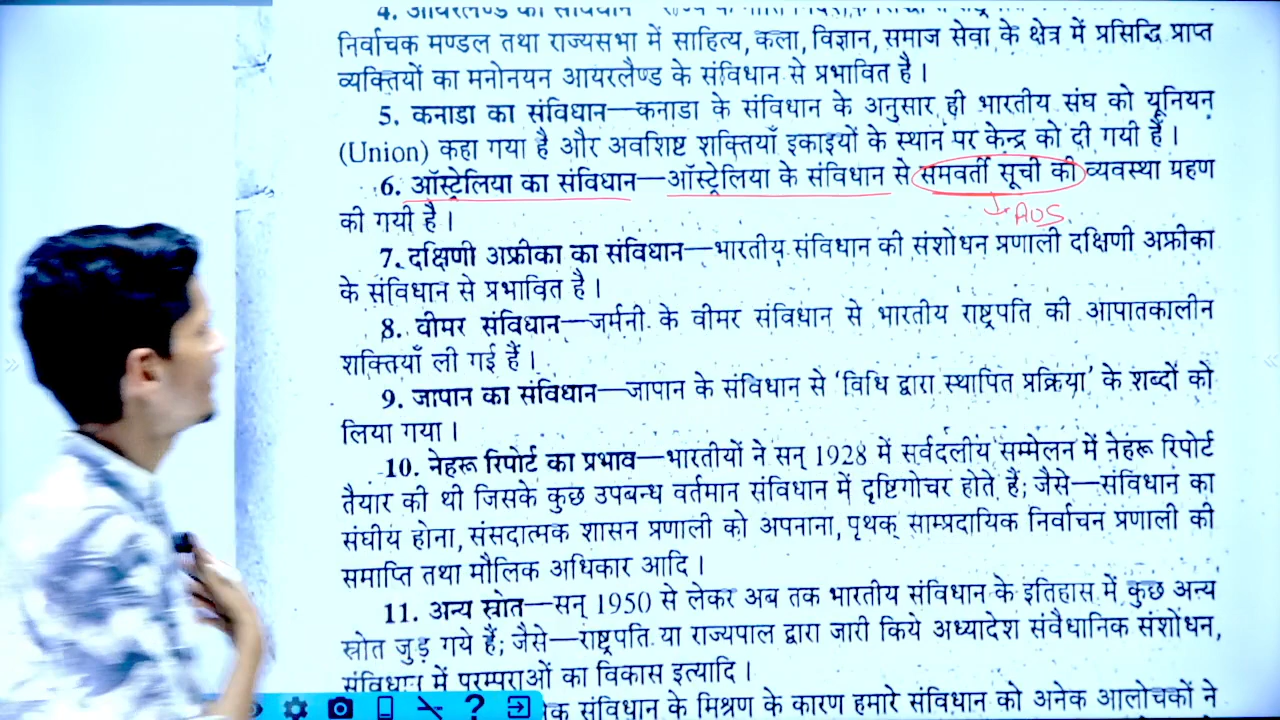 4. आयरलैण्ड का संविधान—राज्य के नीति
निर्वाचक मण्डल तथा राज्यसभा में साहित्य, कला, विज्ञान, समाज सेवा के क्षेत्र में प्रसिद्धि प्राप्त
व्यक्तियों का मनोनयन आयरलैण्ड के संविधान से प्रभावित है।
5. कनाडा का संविधान—कनाडा के संविधान के अनुसार ही भारतीय संघ को यूनियन
(Union) कहा गया है और अवशिष्ट शक्तियाँ इकाइयों के स्थान पर केन्द्र को दी गयी हैं।
6. ऑस्ट्रेलिया का संविधान—ऑस्ट्रेलिया के संविधान से समवर्ती सूची की व्यवस्था ग्रहण
AUS
की गयी है।
7. दक्षिणी अफ्रीका का संविधान—भारतीय संविधान की संशोधन प्रणाली दक्षिणी अफ्रीका
के संविधान से प्रभावित है।
8. वीमर संविधान—जर्मनी के वीमर संविधान से भारतीय राष्ट्रपति की आपातकालीन
शक्तियाँ ली गई हैं।
9. जापान का संविधान—जापान के संविधान से 'विधि द्वारा स्थापित प्रक्रिया' के शब्दों को
लिया गया।
10. नेहरू रिपोर्ट का प्रभाव—भारतीयों ने सन् 1928 में सर्वदलीय सम्मेलन में नेहरू रिपोर्ट
तैयार की थी जिसके कुछ उपबन्ध वर्तमान संविधान में दृष्टिगोचर होते हैं; जैसे—संविधान का
संघीय होना, संसदात्मक शासन प्रणाली को अपनाना, पृथक् साम्प्रदायिक निर्वाचन प्रणाली की
समाप्ति तथा मौलिक अधिकार आदि।
11. अन्य स्रोत—सन् 1950 से लेकर अब तक भारतीय संविधान के इतिहास में कुछ अन्य
स्रोत जुड़ गये हैं; जैसे—राष्ट्रपति या राज्यपाल द्वारा जारी किये अध्यादेश संवैधानिक संशोधन,
संविधान में परम्पराओं का विकास इत्यादि।
संविधान के मिश्रण के कारण हमारे संविधान को अनेक आलोचकों ने